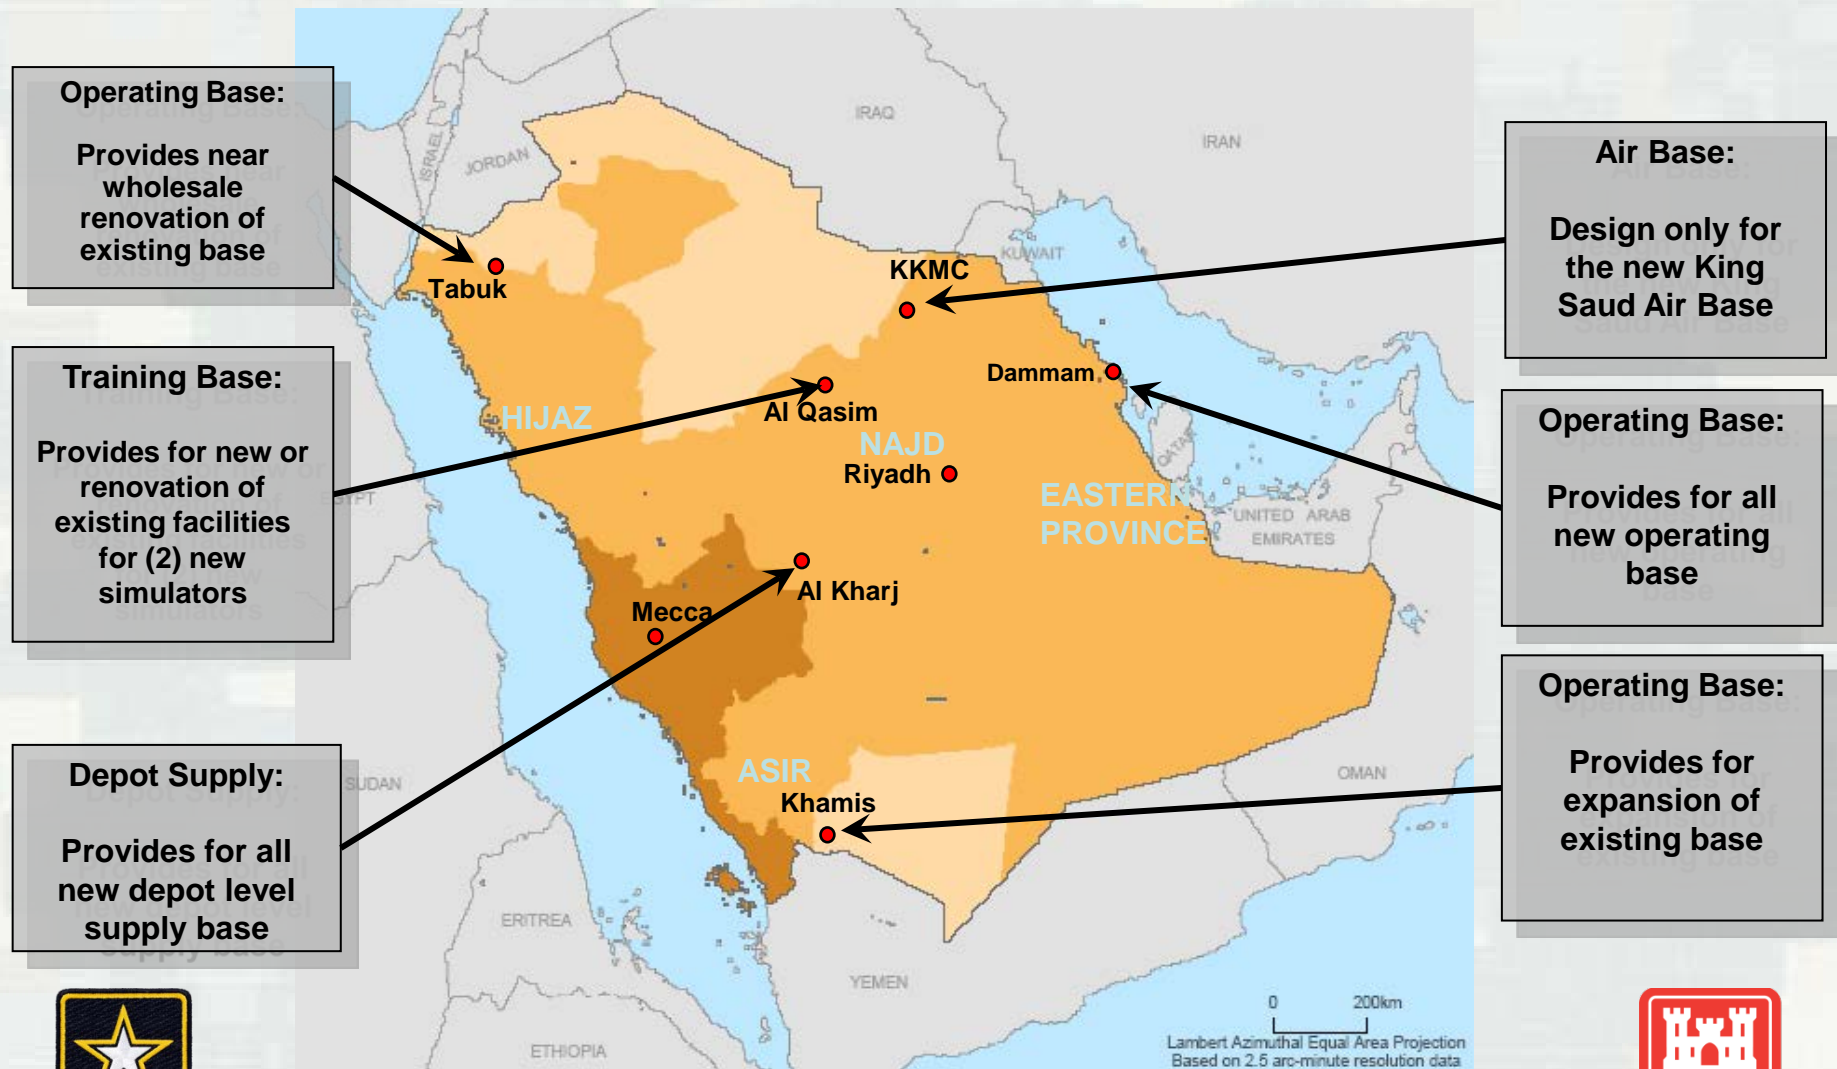 Operating Base:
Provides near
wholesale
renovation of
existing base
Training Base:
Provides for new or
renovation of
existing facilities
for (2) new
simulators
Depot Supply:
Provides for all
new depot level
supply base
IRAQ
IRAN
ISRAEL
JORDAN
KUWAIT
KKMC
Tabuk
Dammam
Al Qasim
HIJAZ
NAJD
Riyadh
QATAR
EASTERN
PROVINCE
EGYPT
UNITED ARAB
EMIRATES
Al Kharj
Mecca
ASIR
Khamis
SUDAN
OMAN
ERITREA
YEMEN
ETHIOPIA
0 200km
Lambert Azimuthal Equal Area Projection
Based on 2.5 arc-minute resolution data
Air Base:
Design only for
the new King
Saud Air Base
Operating Base:
Provides for all
new operating
base
Operating Base:
Provides for
expansion of
existing base